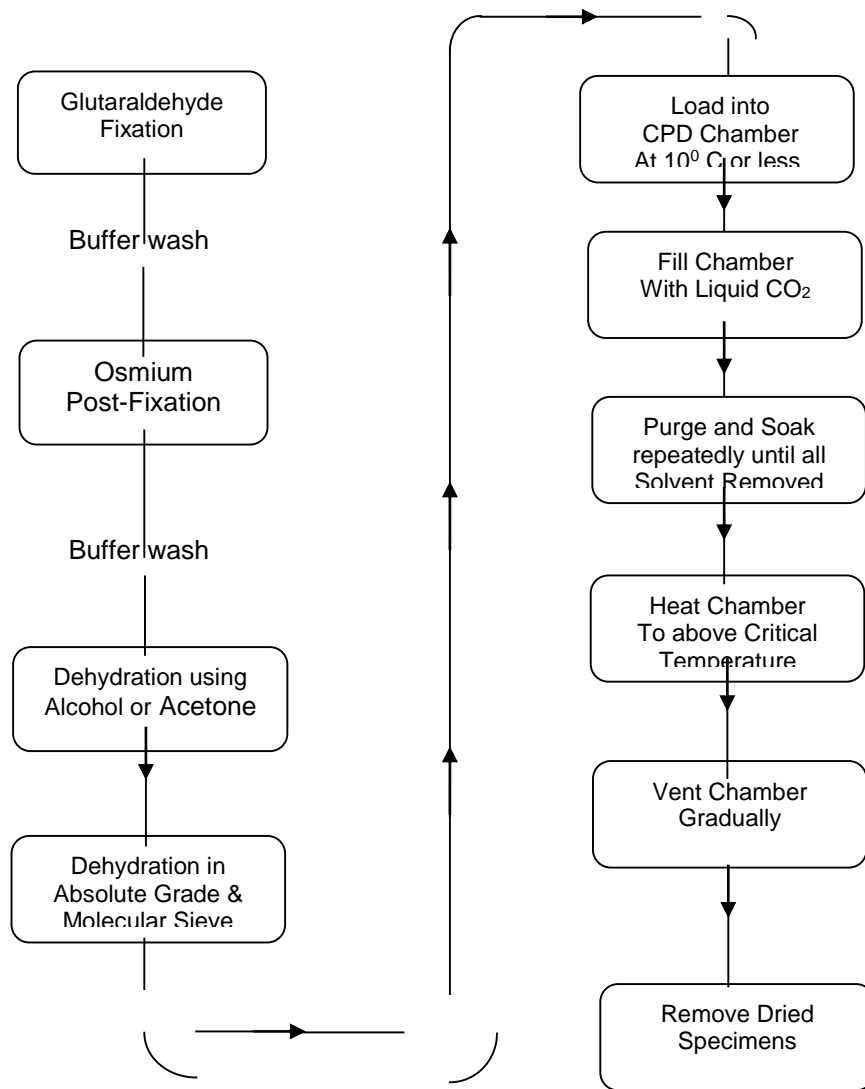 Glutaraldehyde
Fixation
Buffer wash
Osmium
Post-Fixation
Buffer wash
Dehydration using
Alcohol or Acetone
Dehydration in
Absolute Grade &
Molecular Sieve
Load into
CPD Chamber
At 10⁰ C or less
Fill Chamber
With Liquid CO₂
Purge and Soak
repeatedly until all
Solvent Removed
Heat Chamber
To above Critical
Temperature
Vent Chamber
Gradually
Remove Dried
Specimens